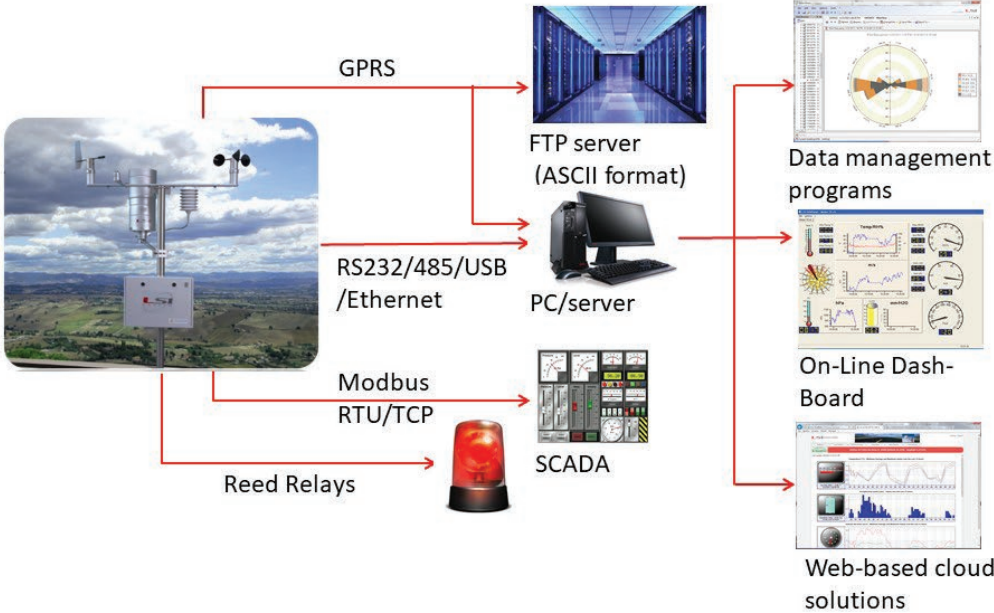 GPRS
FTP server
(ASCII format)
RS232/485/USB
/Ethernet
PC/server
Modbus
RTU/TCP
SCADA
Reed Relays
Data management
programs
On-Line Dash-
Board
Web-based cloud
solutions